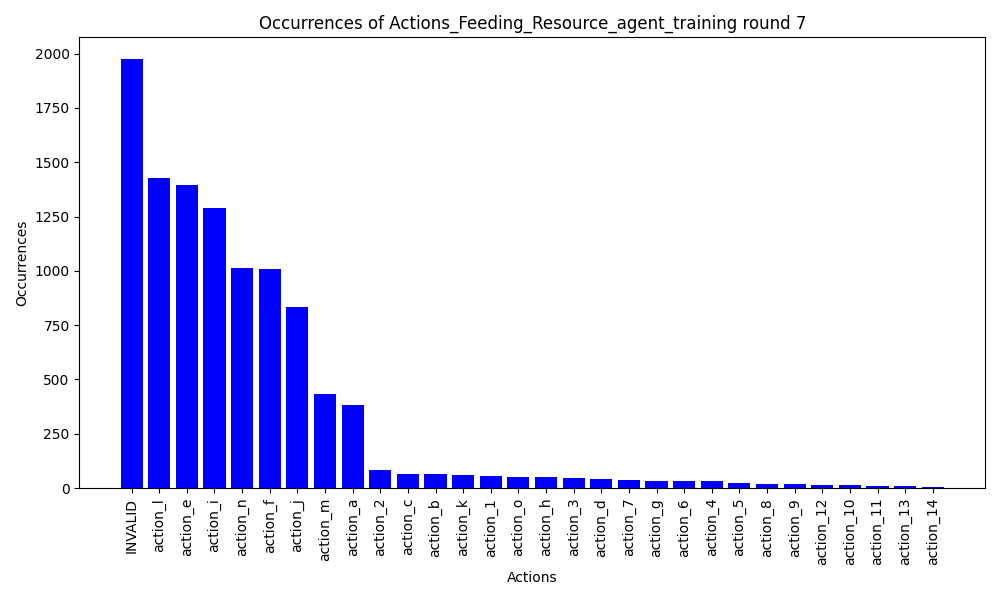 Occurrences of Actions_Feeding_Resource_agent_training round 7
2000
1750
1500
1250
1000
750
500
250
0
Occurrences
INVALID
action_l
action_e
action_i
action_n
action_f
action_j
action_m
action_a
action_2
action_c
action_b
action_k
action_1
action_o
action_h
action_3
action_d
action_7
action_g
action_6
action_4
action_5
action_8
action_9
action_12
action_10
action_11
action_13
action_14
Actions